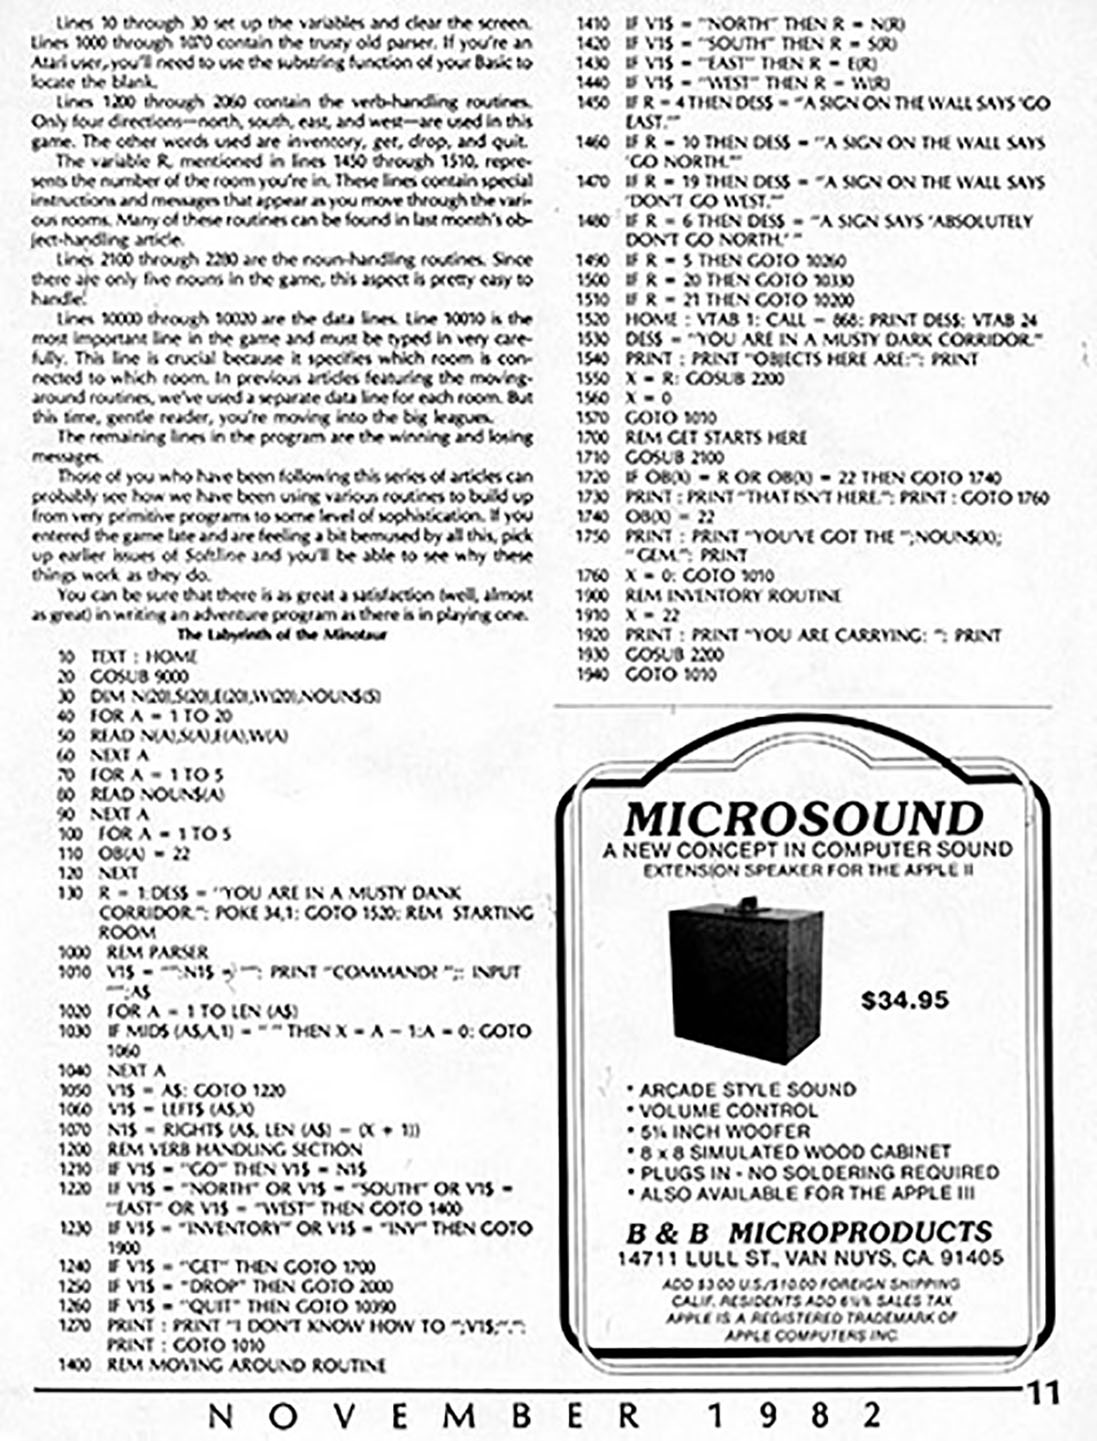 Lines 10 through 30 set up the variables and clear the screen.
Lines 1000 through 1070 contain the trusty old parser. If you're an
Atari user, you'll need to use the substring function of your Basic to
locate the blank.
Lines 1200 through 2060 contain the verb-handling routines.
Only four directions—north, south, east, and west—are used in this
game. The other words used are inventory, get, drop, and quit.
The variable R, mentioned in lines 1450 through 1510, repre-
sents the number of the room you're in. These lines contain special
instructions and messages that appear as you move through the vari-
ous rooms. Many of these routines can be found in last month's ob-
ject-handling article.
Lines 2100 through 2280 are the noun-handling routines. Since
there are only five nouns in the game, this aspect is pretty easy to
handle.
Lines 10000 through 10020 are the data lines. Line 10010 is the
most important line in the game and must be typed in very care-
fully. This line is crucial because it specifies which room is con-
nected to which room. In previous articles featuring the moving-
around routines, we've used a separate data line for each room. But
this time, gentle reader, you're moving into the big leagues.
The remaining lines in the program are the winning and losing
messages.
Those of you who have been following this series of articles can
probably see how we have been using various routines to build up
from very primitive programs to some level of sophistication. If you
entered the game late and are feeling a bit bemused by all this, pick
up earlier issues of Softline and you'll be able to see why these
things work as they do.
You can be sure that there is as great a satisfaction (well, almost
as great) in writing an adventure program as there is in playing one.
The Labyrinth of the Minotaur
10 TEXT : HOME
20 GOSUB 9000
30 DIM N(20),S(20),E(20),W(20),NOUN$(5)
40 FOR A = 1 TO 20
50 READ N(A),S(A),E(A),W(A)
60 NEXT A
70 FOR A = 1 TO 5
80 READ NOUN$(A)
90 NEXT A
100 FOR A = 1 TO 5
110 OB(A) = 22
120 NEXT
130 R = 1:DES$ = "YOU ARE IN A MUSTY DANK
CORRIDOR.": POKE 34,1: GOTO 1520: REM STARTING
ROOM
1000 REM PARSER
1010 V1$ = "":N1$ = "": PRINT "COMMAND? ";: INPUT
"";A$
1020 FOR A = 1 TO LEN (A$)
1030 IF MID$ (A$,A,1) = " " THEN X = A - 1:A = 0: GOTO
1060
1040 NEXT A
1050 V1$ = A$: GOTO 1220
1060 V1$ = LEFT$ (A$,X)
1070 N1$ = RIGHT$ (A$, LEN (A$) - (X + 1))
1200 REM VERB HANDLING SECTION
1210 IF V1$ = "GO" THEN V1$ = N1$
1220 IF V1$ = "NORTH" OR V1$ = "SOUTH" OR V1$ =
"EAST" OR V1$ = "WEST" THEN GOTO 1400
1230 IF V1$ = "INVENTORY" OR V1$ = "INV" THEN GOTO
1900
1240 IF V1$ = "GET" THEN GOTO 1700
1250 IF V1$ = "DROP" THEN GOTO 2000
1260 IF V1$ = "QUIT" THEN GOTO 10390
1270 PRINT : PRINT "I DON'T KNOW HOW TO ";V1$;".":
PRINT : GOTO 1010
1400 REM MOVING AROUND ROUTINE
1410 IF V1$ = "NORTH" THEN R = N(R)
1420 IF V1$ = "SOUTH" THEN R = S(R)
1430 IF V1$ = "EAST" THEN R = E(R)
1440 IF V1$ = "WEST" THEN R = W(R)
1450 IF R = 4 THEN DES$ = "A SIGN ON THE WALL SAYS 'GO
EAST.'"
1460 IF R = 10 THEN DES$ = "A SIGN ON THE WALL SAYS
'GO NORTH.'"
1470 IF R = 19 THEN DES$ = "A SIGN ON THE WALL SAYS
'DON'T GO WEST.'"
1480 IF R = 6 THEN DES$ = "A SIGN SAYS 'ABSOLUTELY
DON'T GO NORTH.' "
1490 IF R = 5 THEN GOTO 10260
1500 IF R = 20 THEN GOTO 10330
1510 IF R = 21 THEN GOTO 10200
1520 HOME : VTAB 1: CALL - 868: PRINT DES$: VTAB 24
1530 DES$ = "YOU ARE IN A MUSTY DARK CORRIDOR."
1540 PRINT : PRINT "OBJECTS HERE ARE:": PRINT
1550 X = R: GOSUB 2200
1560 X = 0
1570 GOTO 1010
1700 REM GET STARTS HERE
1710 GOSUB 2100
1720 IF OB(X) = R OR OB(X) = 22 THEN GOTO 1740
1730 PRINT : PRINT "THAT ISN'T HERE.": PRINT : GOTO 1760
1740 OB(X) = 22
1750 PRINT : PRINT "YOU'VE GOT THE ";NOUN$(X);
" GEM.": PRINT
1760 X = 0: GOTO 1010
1900 REM INVENTORY ROUTINE
1910 X = 22
1920 PRINT : PRINT "YOU ARE CARRYING: ": PRINT
1930 GOSUB 2200
1940 GOTO 1010
MICROSOUND
A NEW CONCEPT IN COMPUTER SOUND
EXTENSION SPEAKER FOR THE APPLE II
$34.95
• ARCADE STYLE SOUND
• VOLUME CONTROL
• 5¼ INCH WOOFER
• 8 x 8 SIMULATED WOOD CABINET
• PLUGS IN - NO SOLDERING REQUIRED
• ALSO AVAILABLE FOR THE APPLE III
B & B MICROPRODUCTS
14711 LULL ST., VAN NUYS, CA. 91405
ADD $3.00 U.S./$10.00 FOREIGN SHIPPING
CALIF. RESIDENTS ADD 6½% SALES TAX
APPLE IS A REGISTERED TRADEMARK OF
APPLE COMPUTERS INC.
NOVEMBER 1982
11